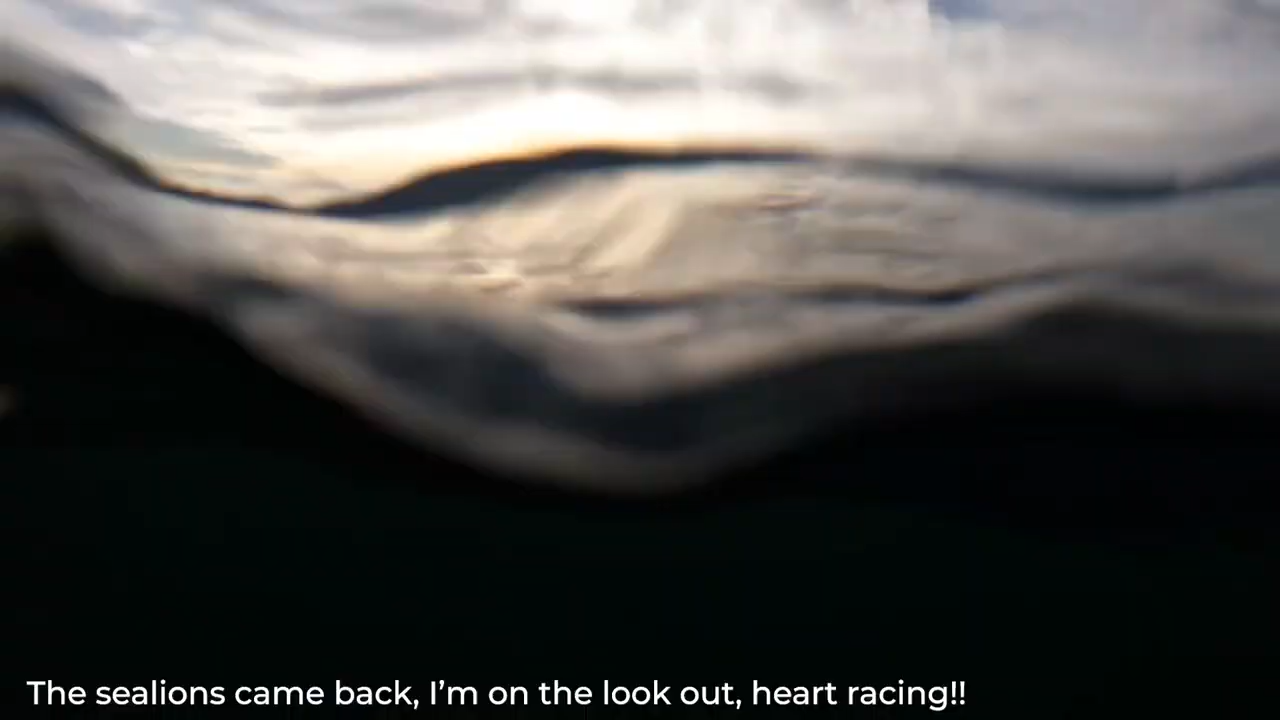 The sealions came back, I’m on the look out, heart racing!!